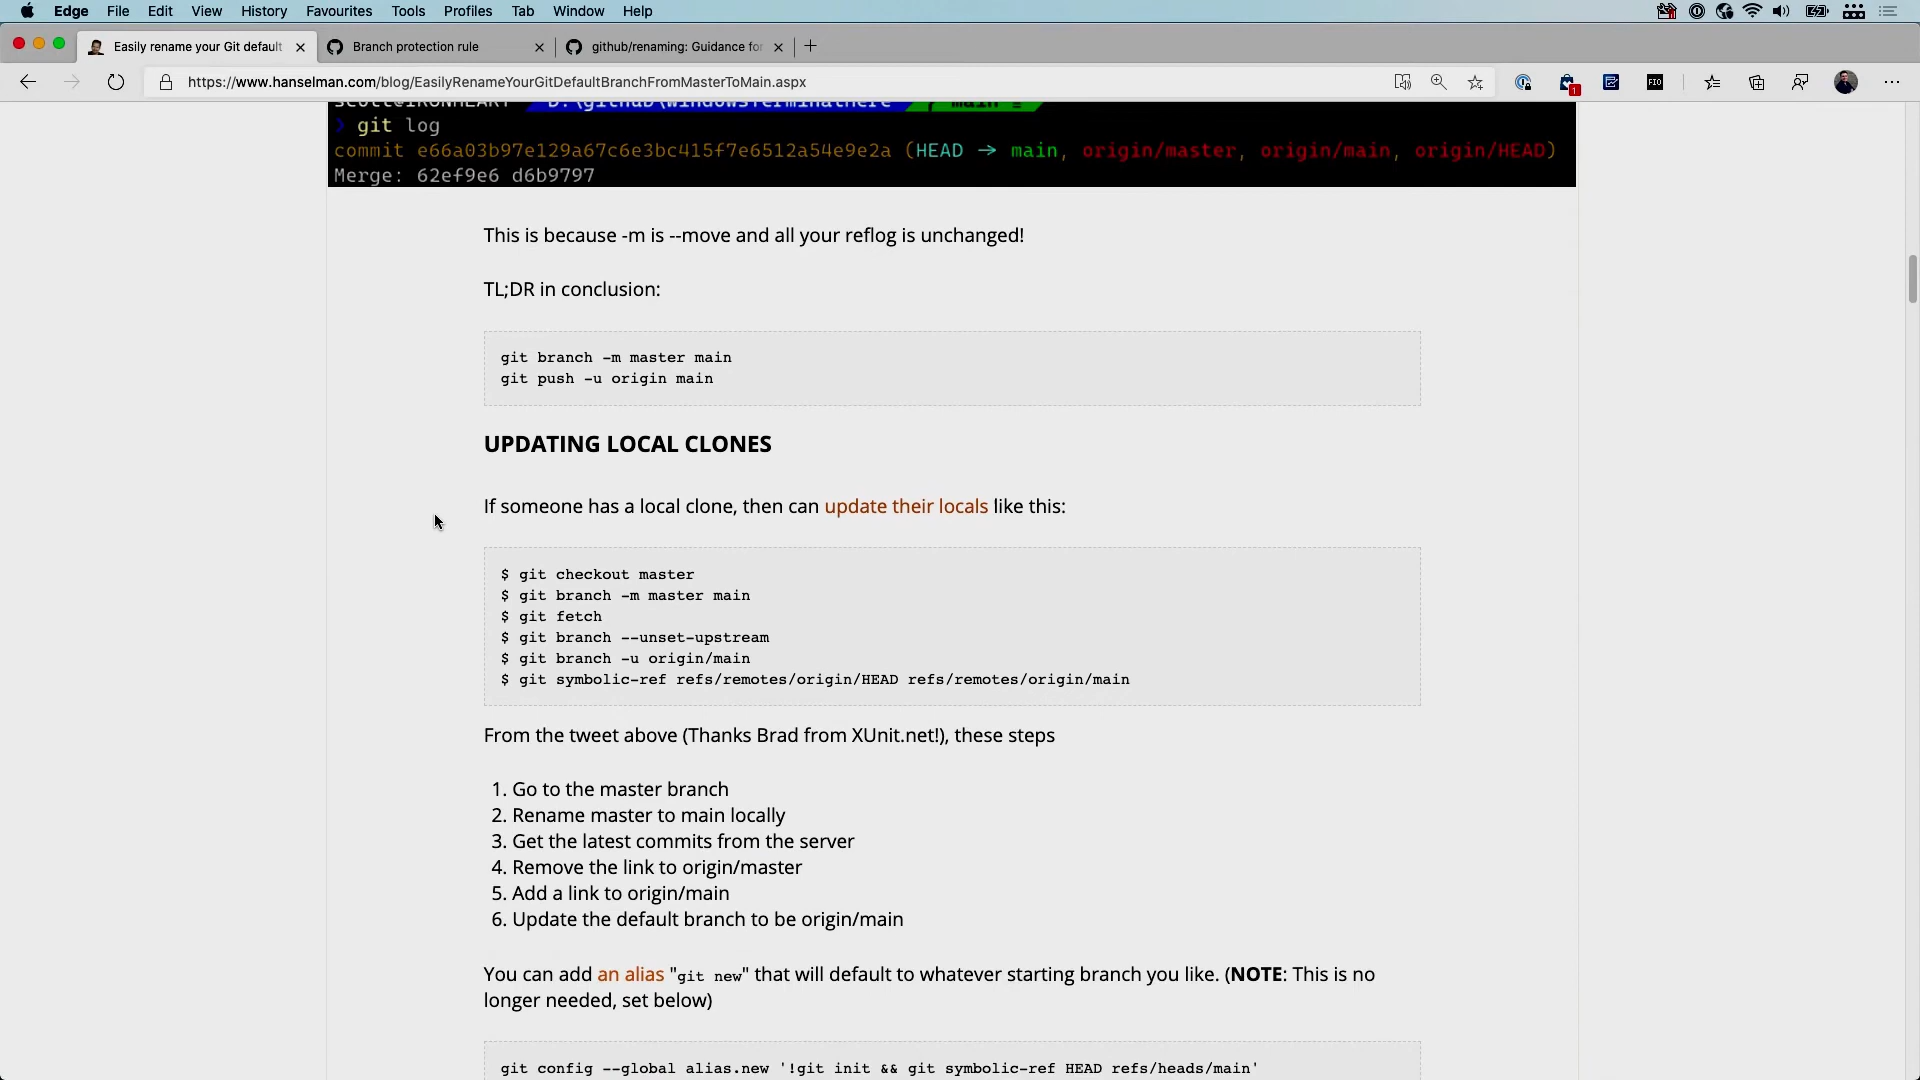 Edge File Edit View History Favourites Tools Profiles Tab Window Help
Easily rename your Git default
Branch protection rule
github/renaming: Guidance for
https://www.hanselman.com/blog/EasilyRenameYourGitDefaultBranchFromMasterToMain.aspx
FIO
1
scott@IRONHEART D:\github\WindowsTerminalHere main ≡
❯ git log
commit e66a03b97e129a67c6e3bc415f7e6512a54e9e2a (HEAD → main, origin/master, origin/main, origin/HEAD)
Merge: 62ef9e6 d6b9797
This is because -m is --move and all your reflog is unchanged!
TL;DR in conclusion:
git branch -m master main
git push -u origin main
UPDATING LOCAL CLONES
If someone has a local clone, then can update their locals like this:
$ git checkout master
$ git branch -m master main
$ git fetch
$ git branch --unset-upstream
$ git branch -u origin/main
$ git symbolic-ref refs/remotes/origin/HEAD refs/remotes/origin/main
From the tweet above (Thanks Brad from XUnit.net!), these steps
1. Go to the master branch
2. Rename master to main locally
3. Get the latest commits from the server
4. Remove the link to origin/master
5. Add a link to origin/main
6. Update the default branch to be origin/main
You can add an alias "git new" that will default to whatever starting branch you like. (NOTE: This is no
longer needed, set below)
git config --global alias.new '!git init && git symbolic-ref HEAD refs/heads/main'